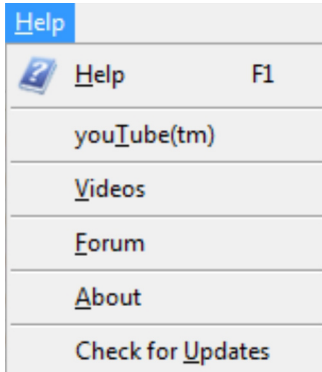 Help
Help F1
youTube(tm)
Videos
Forum
About
Check for Updates